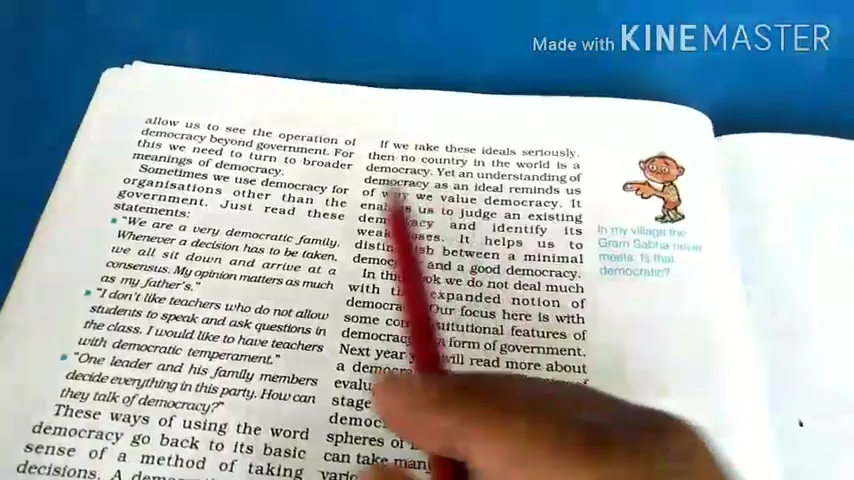 Made with KINEMASTER
allow us to see the operation of
democracy beyond government. For
this we need to turn to broader
meanings of democracy.
Sometimes we use democracy for
organisations other than the
government. Just read these
statements:
"We are a very democratic family.
Whenever a decision has to be taken,
we all sit down and arrive at a
consensus. My opinion matters as much
as my father's."
"I don't like teachers who do not allow
students to speak and ask questions in
the class. I would like to have teachers
with democratic temperament."
"One leader and his family members
decide everything in this party. How can
they talk of democracy?"
These ways of using the word
democracy go back to its basic
sense of a method of taking
decisions. A
If we take these ideals seriously,
then no country in the world is a
democracy. Yet an understanding of
democracy as an ideal reminds us
of we value democracy. It
us to judge an existing
and identify its
It helps us to
between a minimal
and a good democracy.
In we do not deal much
with expanded notion of
Our focus here is with
some features of
form of government.
Next year will read more about
a
stage
spheres of
can take many
In my village the
Gram Sabha never
meets. Is that
democratic?